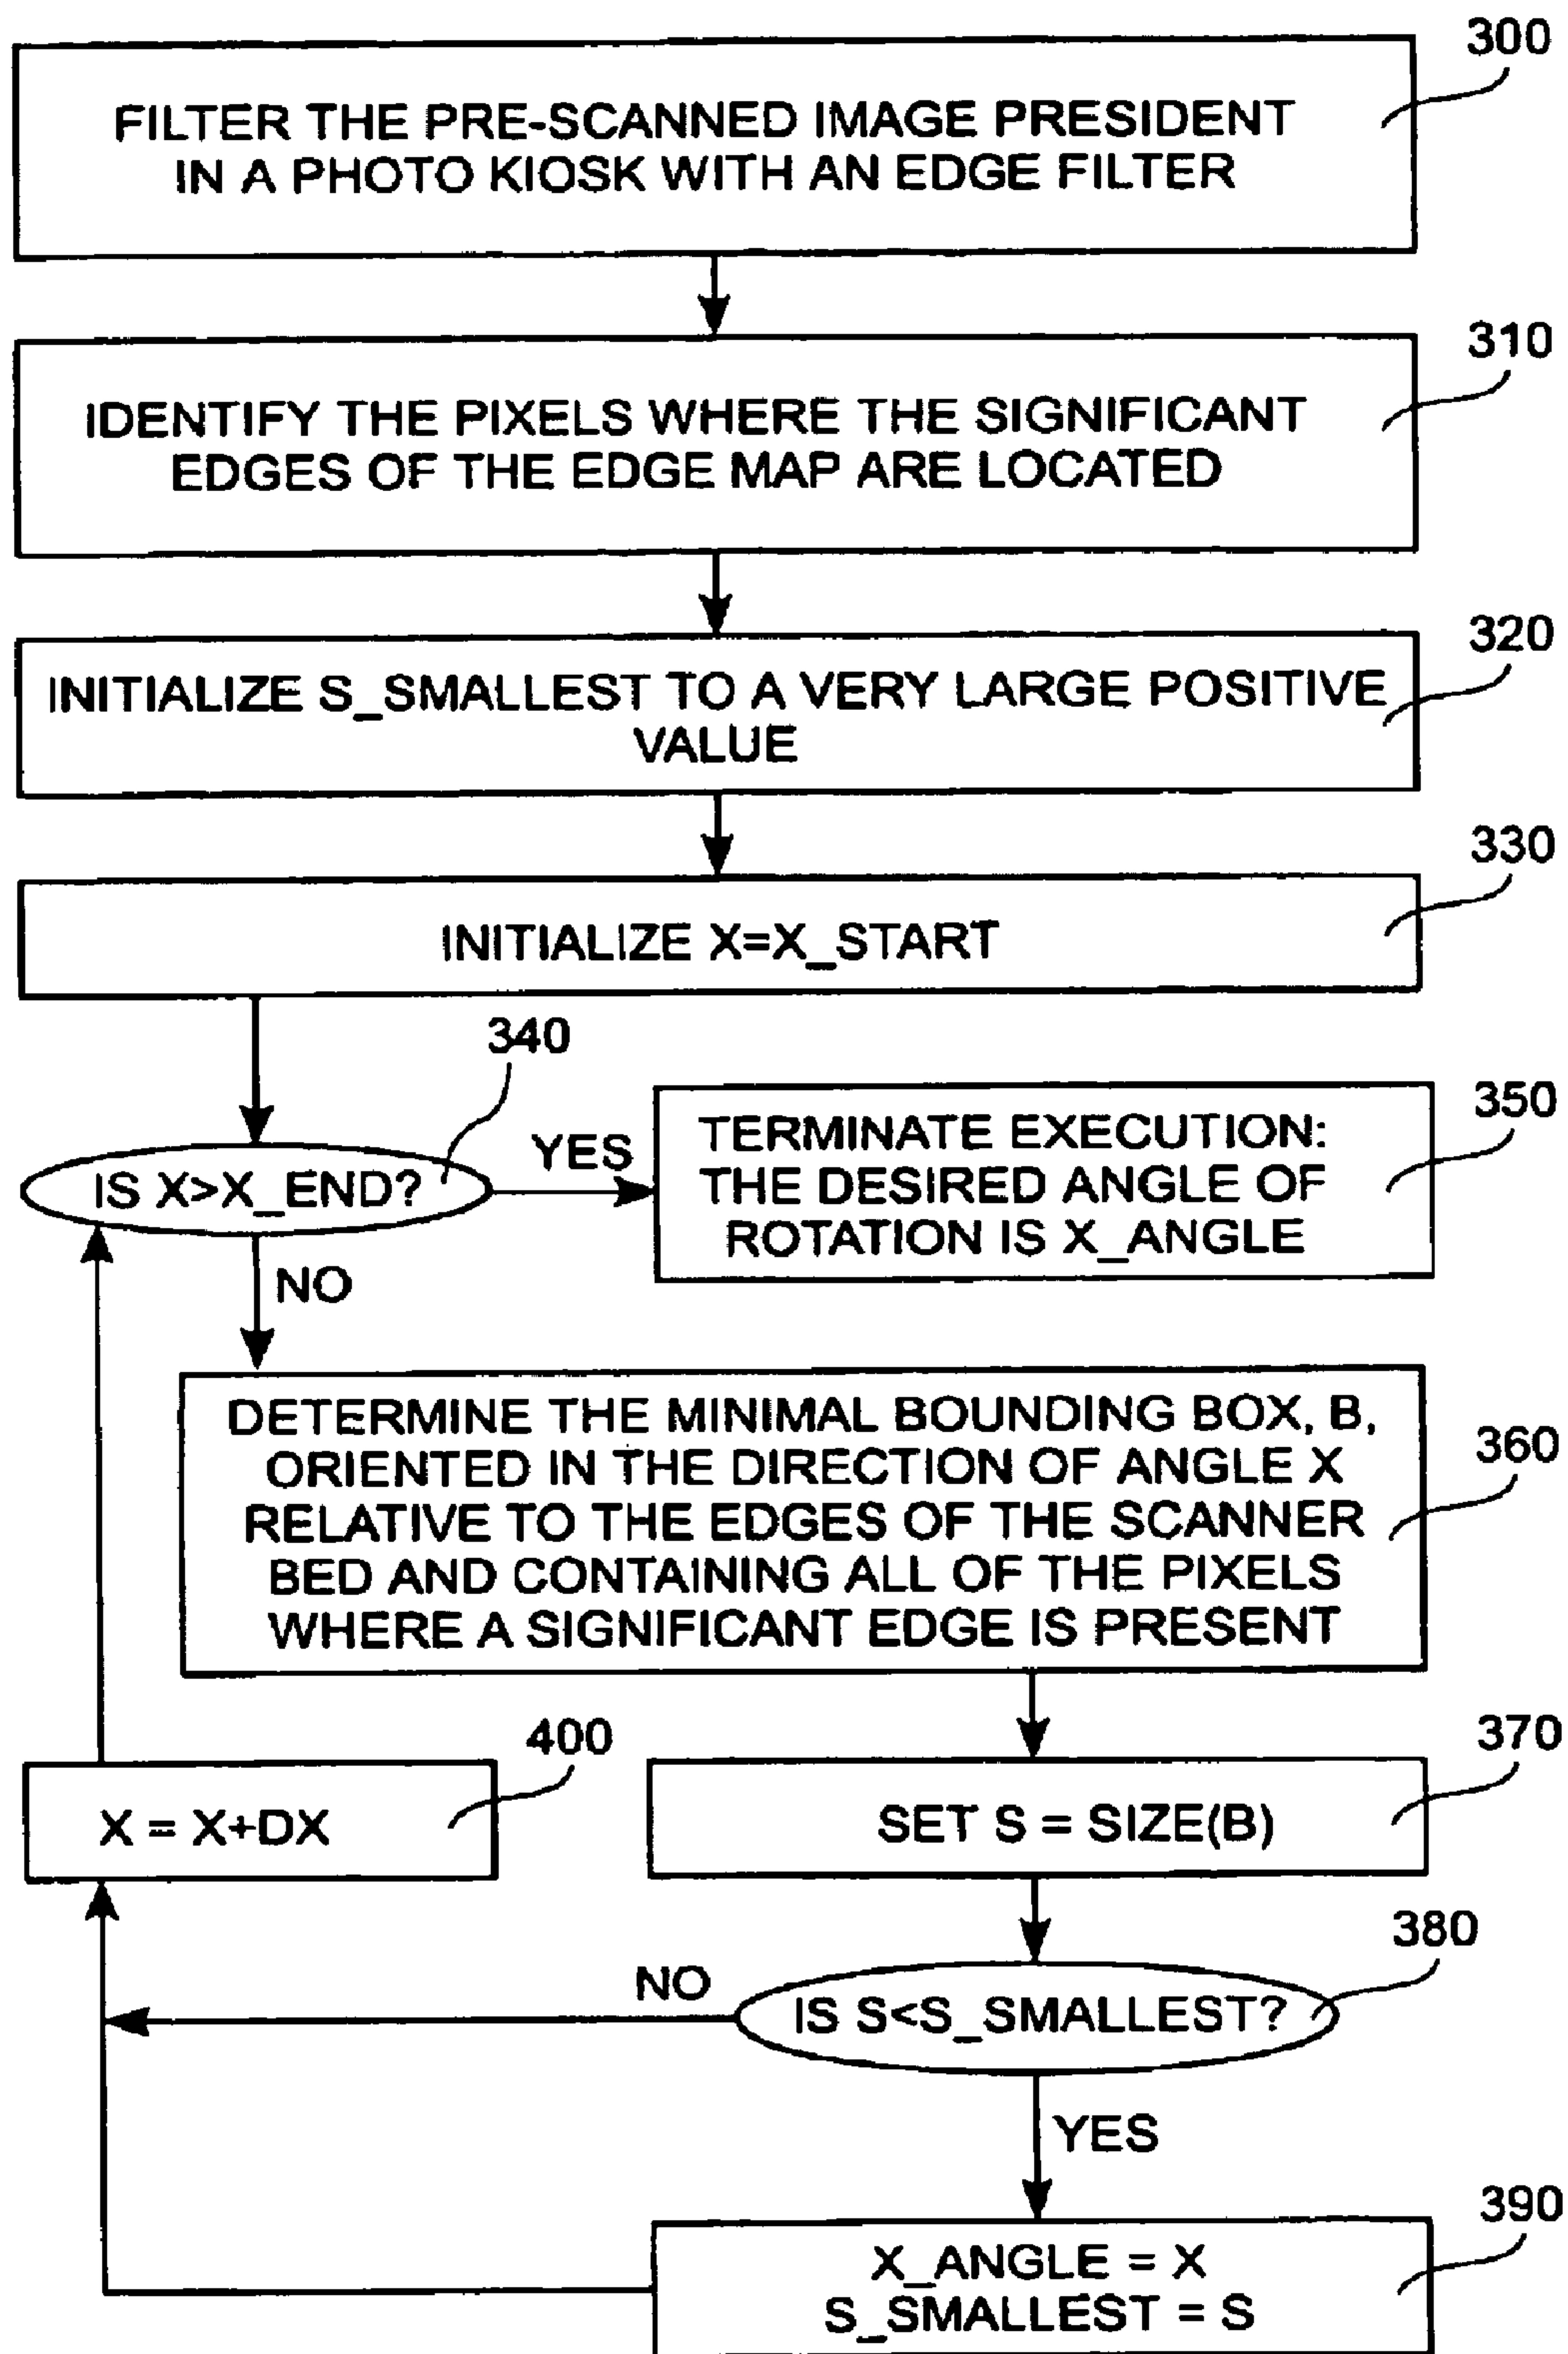 300
FILTER THE PRE-SCANNED IMAGE PRESIDENT
IN A PHOTO KIOSK WITH AN EDGE FILTER
310
IDENTIFY THE PIXELS WHERE THE SIGNIFICANT
EDGES OF THE EDGE MAP ARE LOCATED
320
INITIALIZE S_SMALLEST TO A VERY LARGE POSITIVE
VALUE
330
INITIALIZE X=X_START
340
IS X>X_END?
YES
350
TERMINATE EXECUTION:
THE DESIRED ANGLE OF
ROTATION IS X_ANGLE
NO
360
DETERMINE THE MINIMAL BOUNDING BOX, B,
ORIENTED IN THE DIRECTION OF ANGLE X
RELATIVE TO THE EDGES OF THE SCANNER
BED AND CONTAINING ALL OF THE PIXELS
WHERE A SIGNIFICANT EDGE IS PRESENT
400
X = X+DX
370
SET S = SIZE(B)
380
NO
IS S<S_SMALLEST?
YES
390
X_ANGLE = X
S_SMALLEST = S